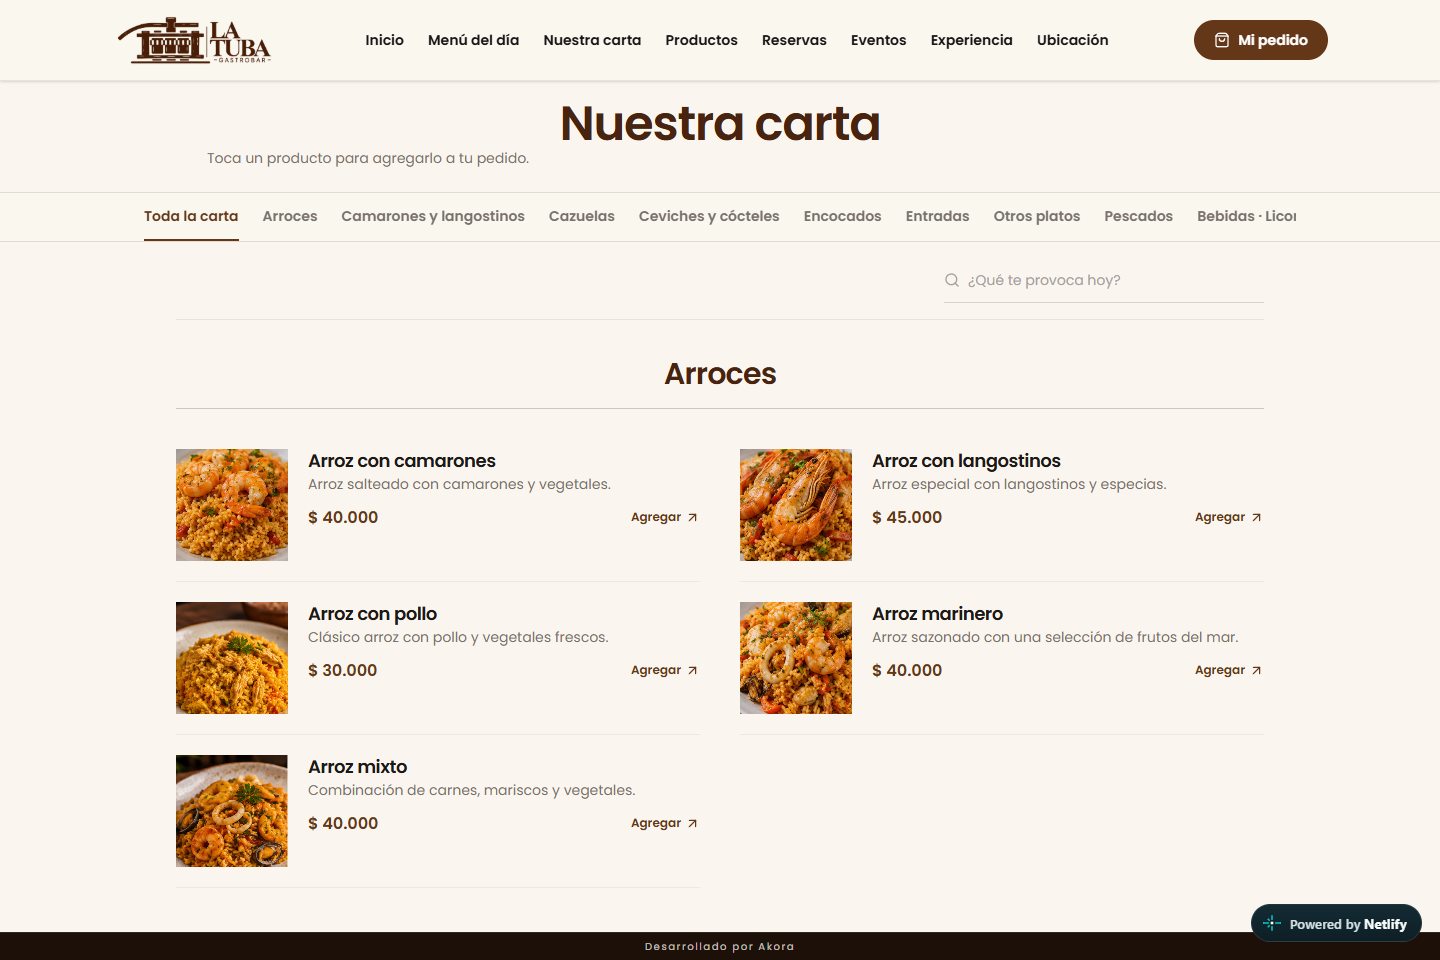 LA
TUBA
-GASTROBAR-
Inicio
Menú del día
Nuestra carta
Productos
Reservas
Eventos
Experiencia
Ubicación
Mi pedido
Nuestra carta
Toca un producto para agregarlo a tu pedido.
Toda la carta
Arroces
Camarones y langostinos
Cazuelas
Ceviches y cócteles
Encocados
Entradas
Otros platos
Pescados
Bebidas ·
¿Qué te provoca hoy?
Arroces
Arroz con camarones
Arroz salteado con camarones y vegetales.
$ 40.000
Agregar
Arroz con langostinos
Arroz especial con langostinos y especias.
$ 45.000
Agregar
Arroz con pollo
Clásico arroz con pollo y vegetales frescos.
$ 30.000
Agregar
Arroz marinero
Arroz sazonado con una selección de frutos del mar.
$ 40.000
Agregar
Arroz mixto
Combinación de carnes, mariscos y vegetales.
$ 40.000
Agregar
Powered by Netlify
Desarrollado por Akora